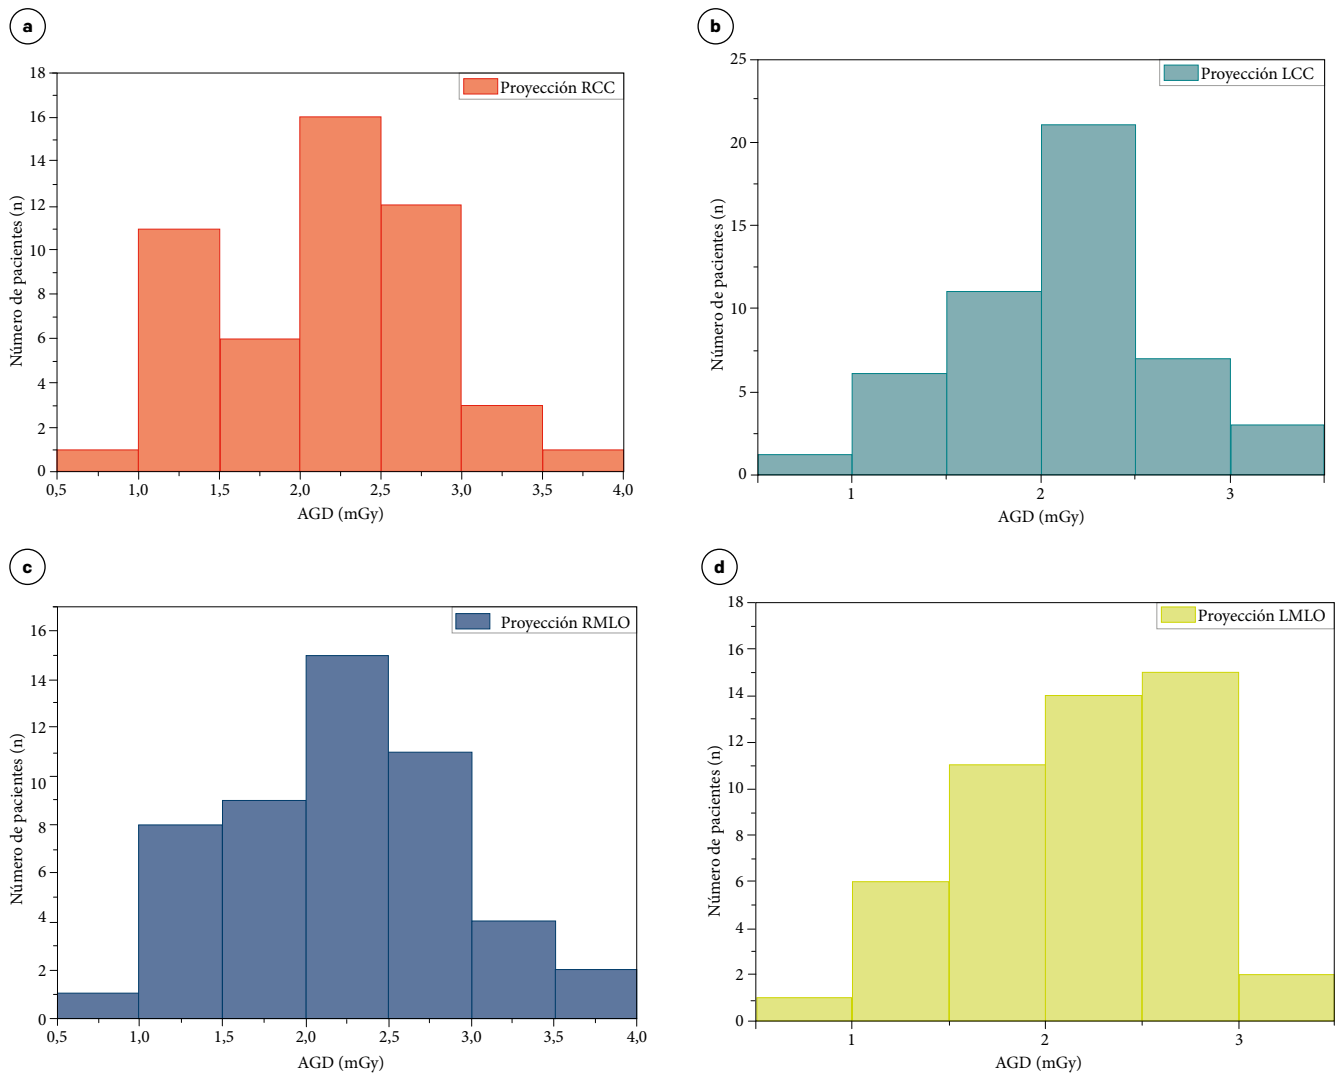 a
Proyección RCC
Número de pacientes (n)
18
16
14
12
10
8
6
4
2
0
0,5 1,0 1,5 2,0 2,5 3,0 3,5 4,0
AGD (mGy)
b
Proyección LCC
Número de pacientes (n)
25
20
15
10
5
0
1 2 3
AGD (mGy)
c
Proyección RMLO
Número de pacientes (n)
16
14
12
10
8
6
4
2
0
0,5 1,0 1,5 2,0 2,5 3,0 3,5 4,0
AGD (mGy)
d
Proyección LMLO
Número de pacientes (n)
18
16
14
12
10
8
6
4
2
0
1 2 3
AGD (mGy)